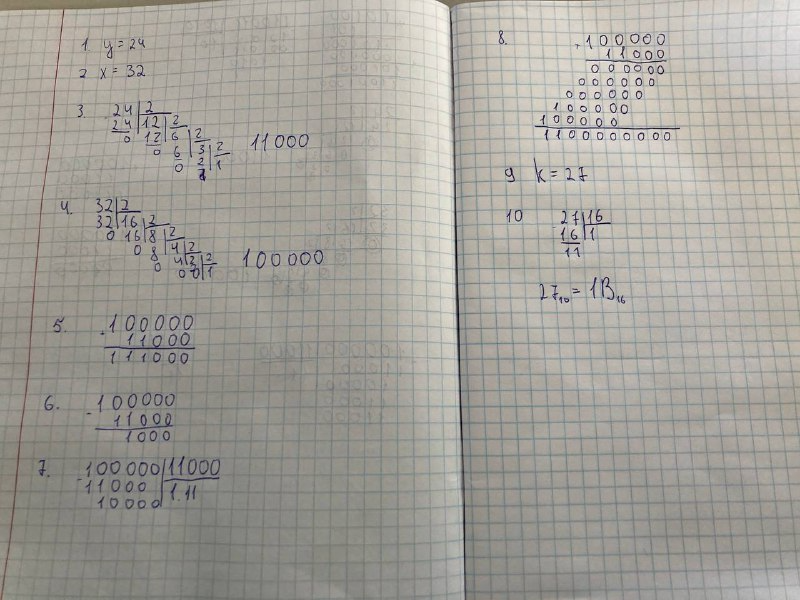 1. y = 24
2 x = 32
3. 24 | 2
24 | 12 | 2
0 12 | 6 | 2
0 6 | 3 | 2
0 2 | 1
11000
4. 32 | 2
32 | 16 | 2
0 16 | 8 | 2
0 8 | 4 | 2
0 4 | 2 | 2
0 0 | 1
100000
5. 100000
11000
111000
6. - 100000
11000
1000
7. - 100000 | 11000
11000 | 1.11
10000
8. 100000
11000
000000
000000
000000
100000
100000
1100000000
9 k = 27
10 27 | 16
16 | 1
11
27₁₀ = 1B₁₆